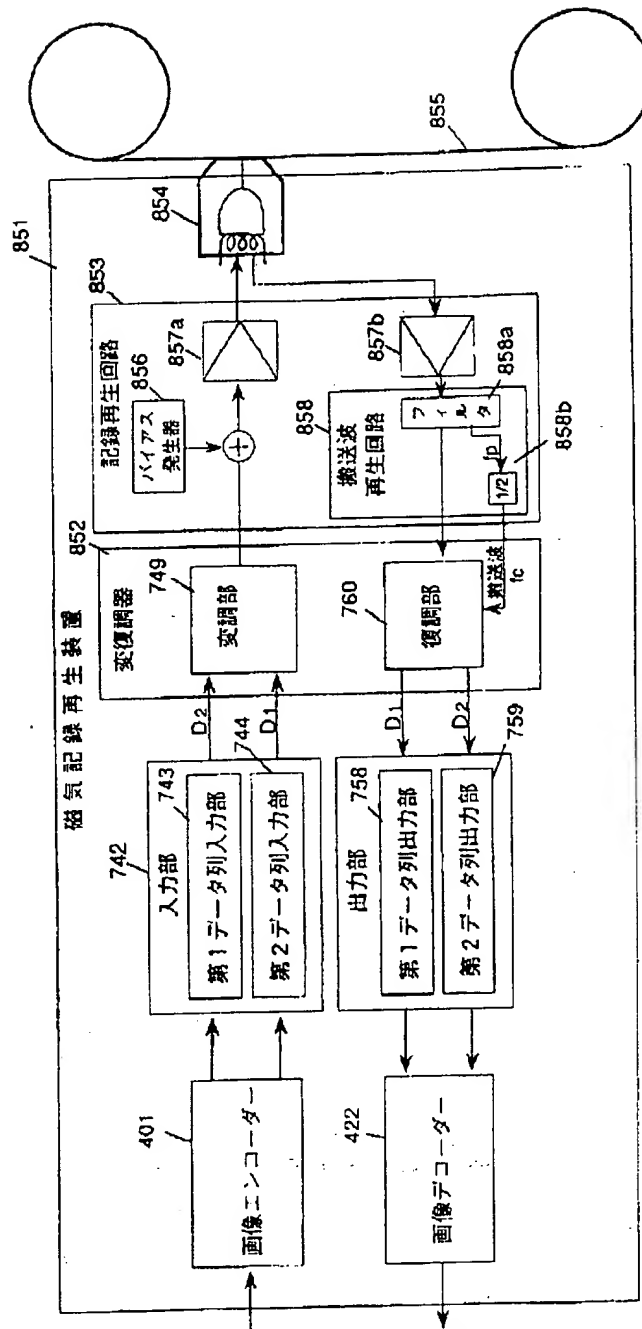 磁気記録再生装置
851
401
画像エンコーダー
742
入力部
743
第1データ列入力部
744
第2データ列入力部
D2
D1
852
変復調器
749
変調部
853
記録再生回路
856
バイアス
発生器
857a
854
855
422
画像デコーダー
出力部
758
第1データ列出力部
759
第2データ列出力部
D1
D2
760
復調部
搬送波
fc
858
搬送波
再生回路
857b
858a
フィルタ
fp
858b
1/2